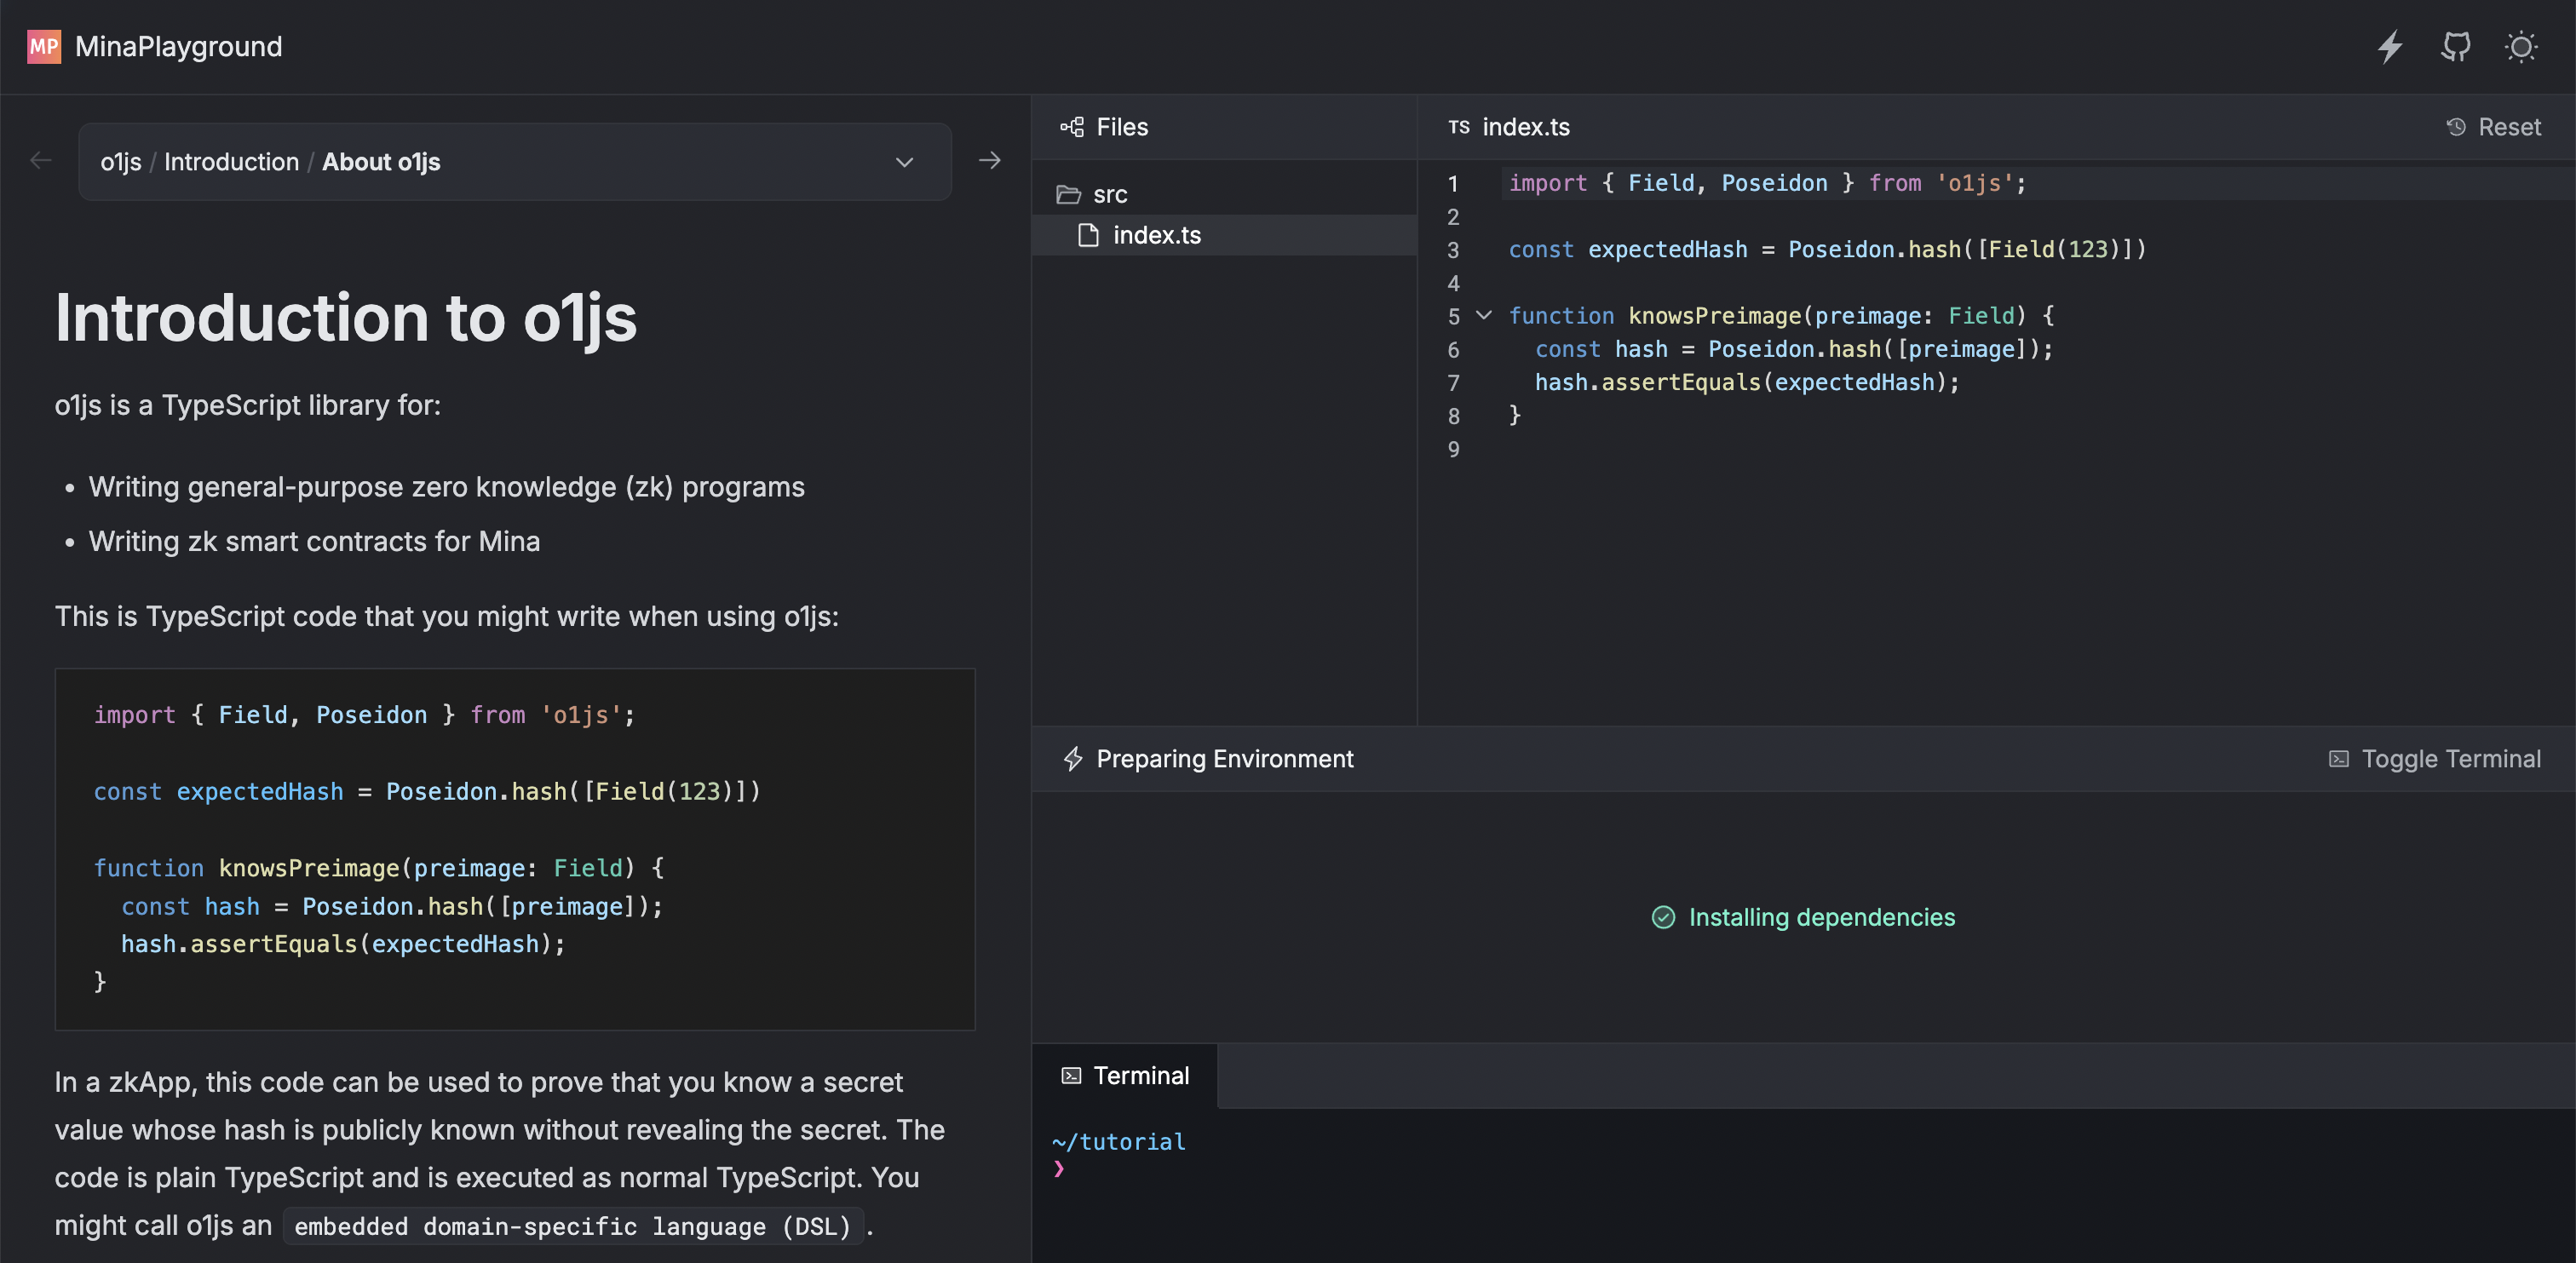 MP MinaPlayground
o1js / Introduction / About o1js
Introduction to o1js
o1js is a TypeScript library for:
• Writing general-purpose zero knowledge (zk) programs
• Writing zk smart contracts for Mina
This is TypeScript code that you might write when using o1js:
import { Field, Poseidon } from 'o1js';
const expectedHash = Poseidon.hash([Field(123)])
function knowsPreimage(preimage: Field) {
  const hash = Poseidon.hash([preimage]);
  hash.assertEquals(expectedHash);
}
In a zkApp, this code can be used to prove that you know a secret
value whose hash is publicly known without revealing the secret. The
code is plain TypeScript and is executed as normal TypeScript. You
might call o1js an embedded domain-specific language (DSL) .
Files
src
index.ts
TS index.ts
Reset
1 import { Field, Poseidon } from 'o1js';
2
3 const expectedHash = Poseidon.hash([Field(123)])
4
5 function knowsPreimage(preimage: Field) {
6   const hash = Poseidon.hash([preimage]);
7   hash.assertEquals(expectedHash);
8 }
9
Preparing Environment
Toggle Terminal
Installing dependencies
Terminal
~/tutorial
❯